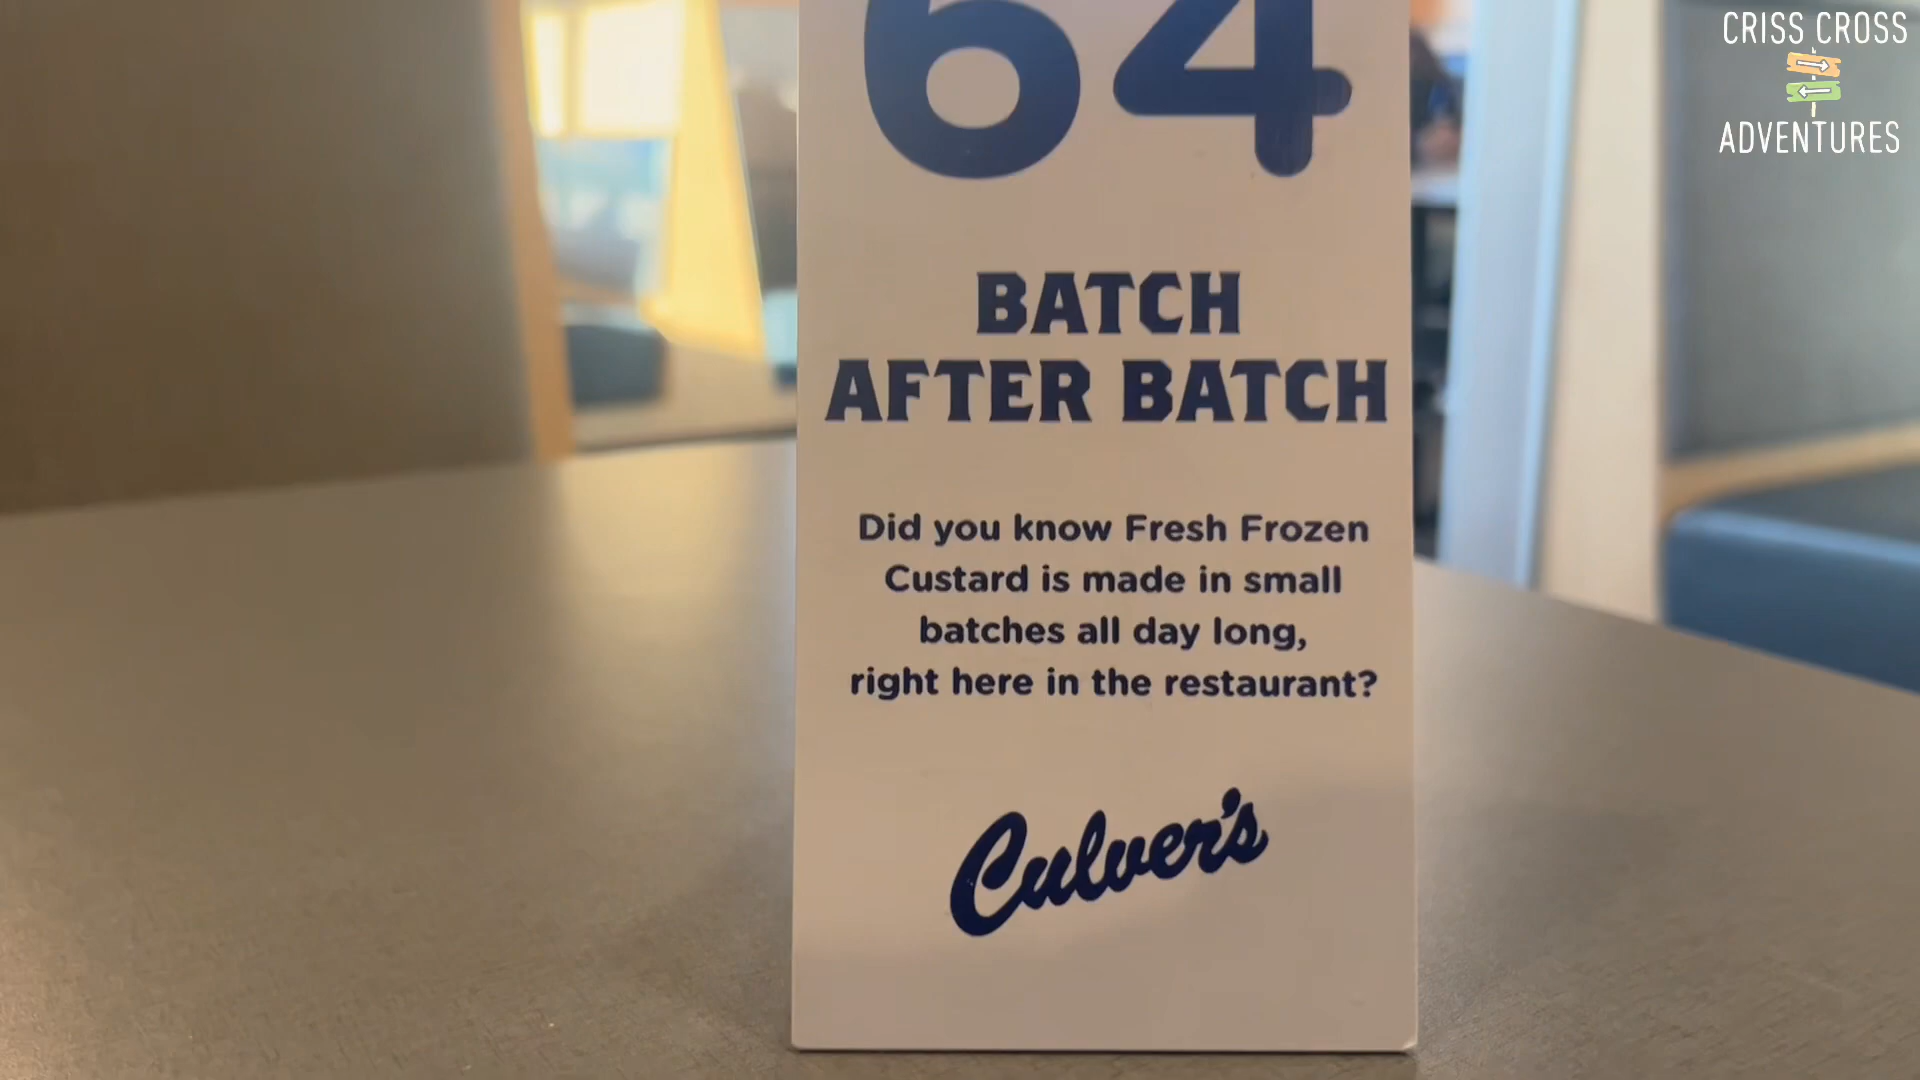 64
BATCH
AFTER BATCH
Did you know Fresh Frozen
Custard is made in small
batches all day long,
right here in the restaurant?
Culver's
CRISS CROSS
ADVENTURES